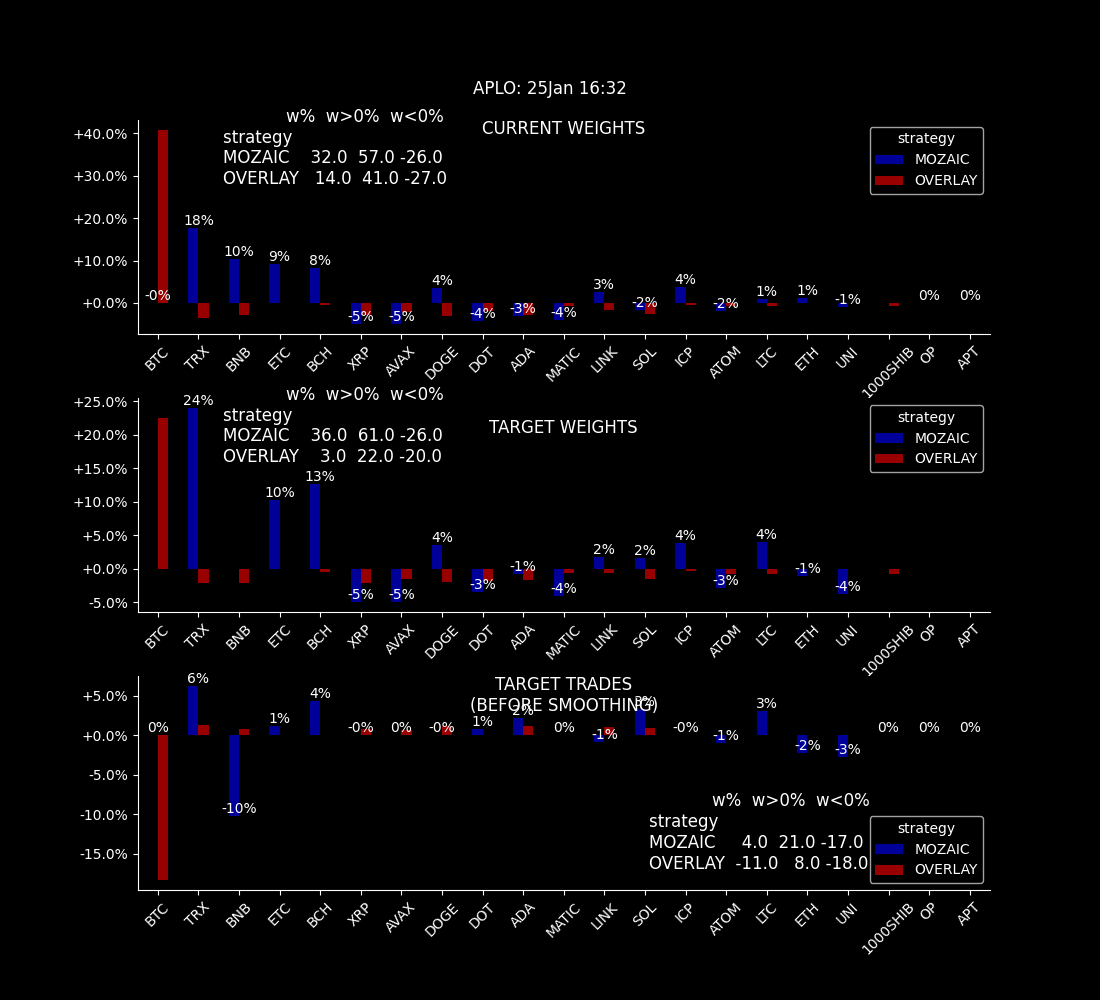 APLO: 25Jan 16:32
CURRENT WEIGHTS
w%  w>0%  w<0%
strategy
MOZAIC    32.0  57.0 -26.0
OVERLAY   14.0  41.0 -27.0
strategy
MOZAIC
OVERLAY
+40.0%
+30.0%
+20.0%
+10.0%
+0.0%
-0% 18% 10% 9% 8% -5% -5% 4% -4% -3% -4% 3% -2% 4% -2% 1% 1% -1% 0% 0%
BTC TRX BNB ETC BCH XRP AVAX DOGE DOT ADA MATIC LINK SOL ICP ATOM LTC ETH UNI 1000SHIB OP APT
TARGET WEIGHTS
w%  w>0%  w<0%
strategy
MOZAIC    36.0  61.0 -26.0
OVERLAY    3.0  22.0 -20.0
strategy
MOZAIC
OVERLAY
+25.0%
+20.0%
+15.0%
+10.0%
+5.0%
+0.0%
-5.0%
24% 10% 13% -5% -5% 4% -3% -1% -4% 2% 2% 4% -3% 4% -1% -4%
BTC TRX BNB ETC BCH XRP AVAX DOGE DOT ADA MATIC LINK SOL ICP ATOM LTC ETH UNI 1000SHIB OP APT
TARGET TRADES
(BEFORE SMOOTHING)
+5.0%
+0.0%
-5.0%
-10.0%
-15.0%
0% 6% -10% 1% 4% -0% 0% -0% 1% 2% 0% -1% 3% -0% -1% 3% -2% -3% 0% 0% 0%
w%  w>0%  w<0%
strategy
MOZAIC     4.0  21.0 -17.0
OVERLAY  -11.0   8.0 -18.0
strategy
MOZAIC
OVERLAY
BTC TRX BNB ETC BCH XRP AVAX DOGE DOT ADA MATIC LINK SOL ICP ATOM LTC ETH UNI 1000SHIB OP APT